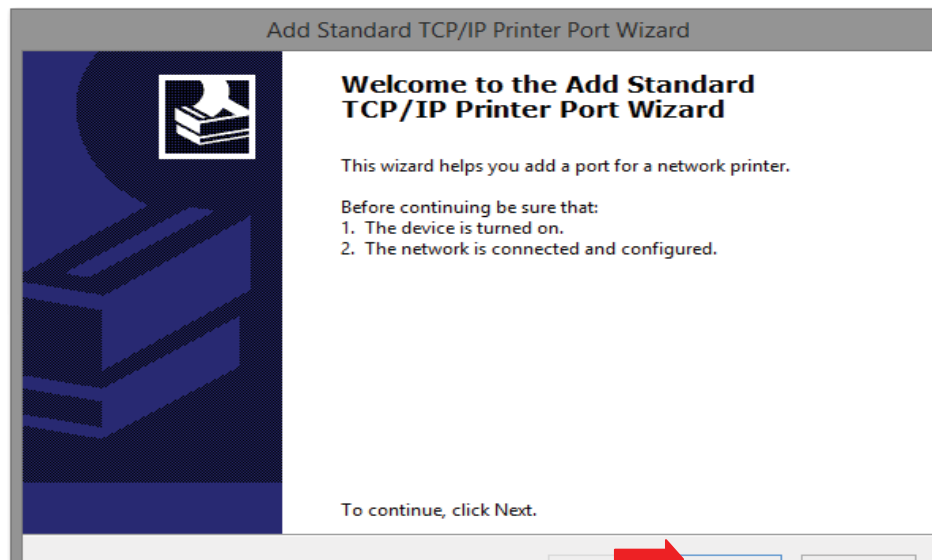 Add Standard TCP/IP Printer Port Wizard
Welcome to the Add Standard
TCP/IP Printer Port Wizard
This wizard helps you add a port for a network printer.
Before continuing be sure that:
1. The device is turned on.
2. The network is connected and configured.
To continue, click Next.